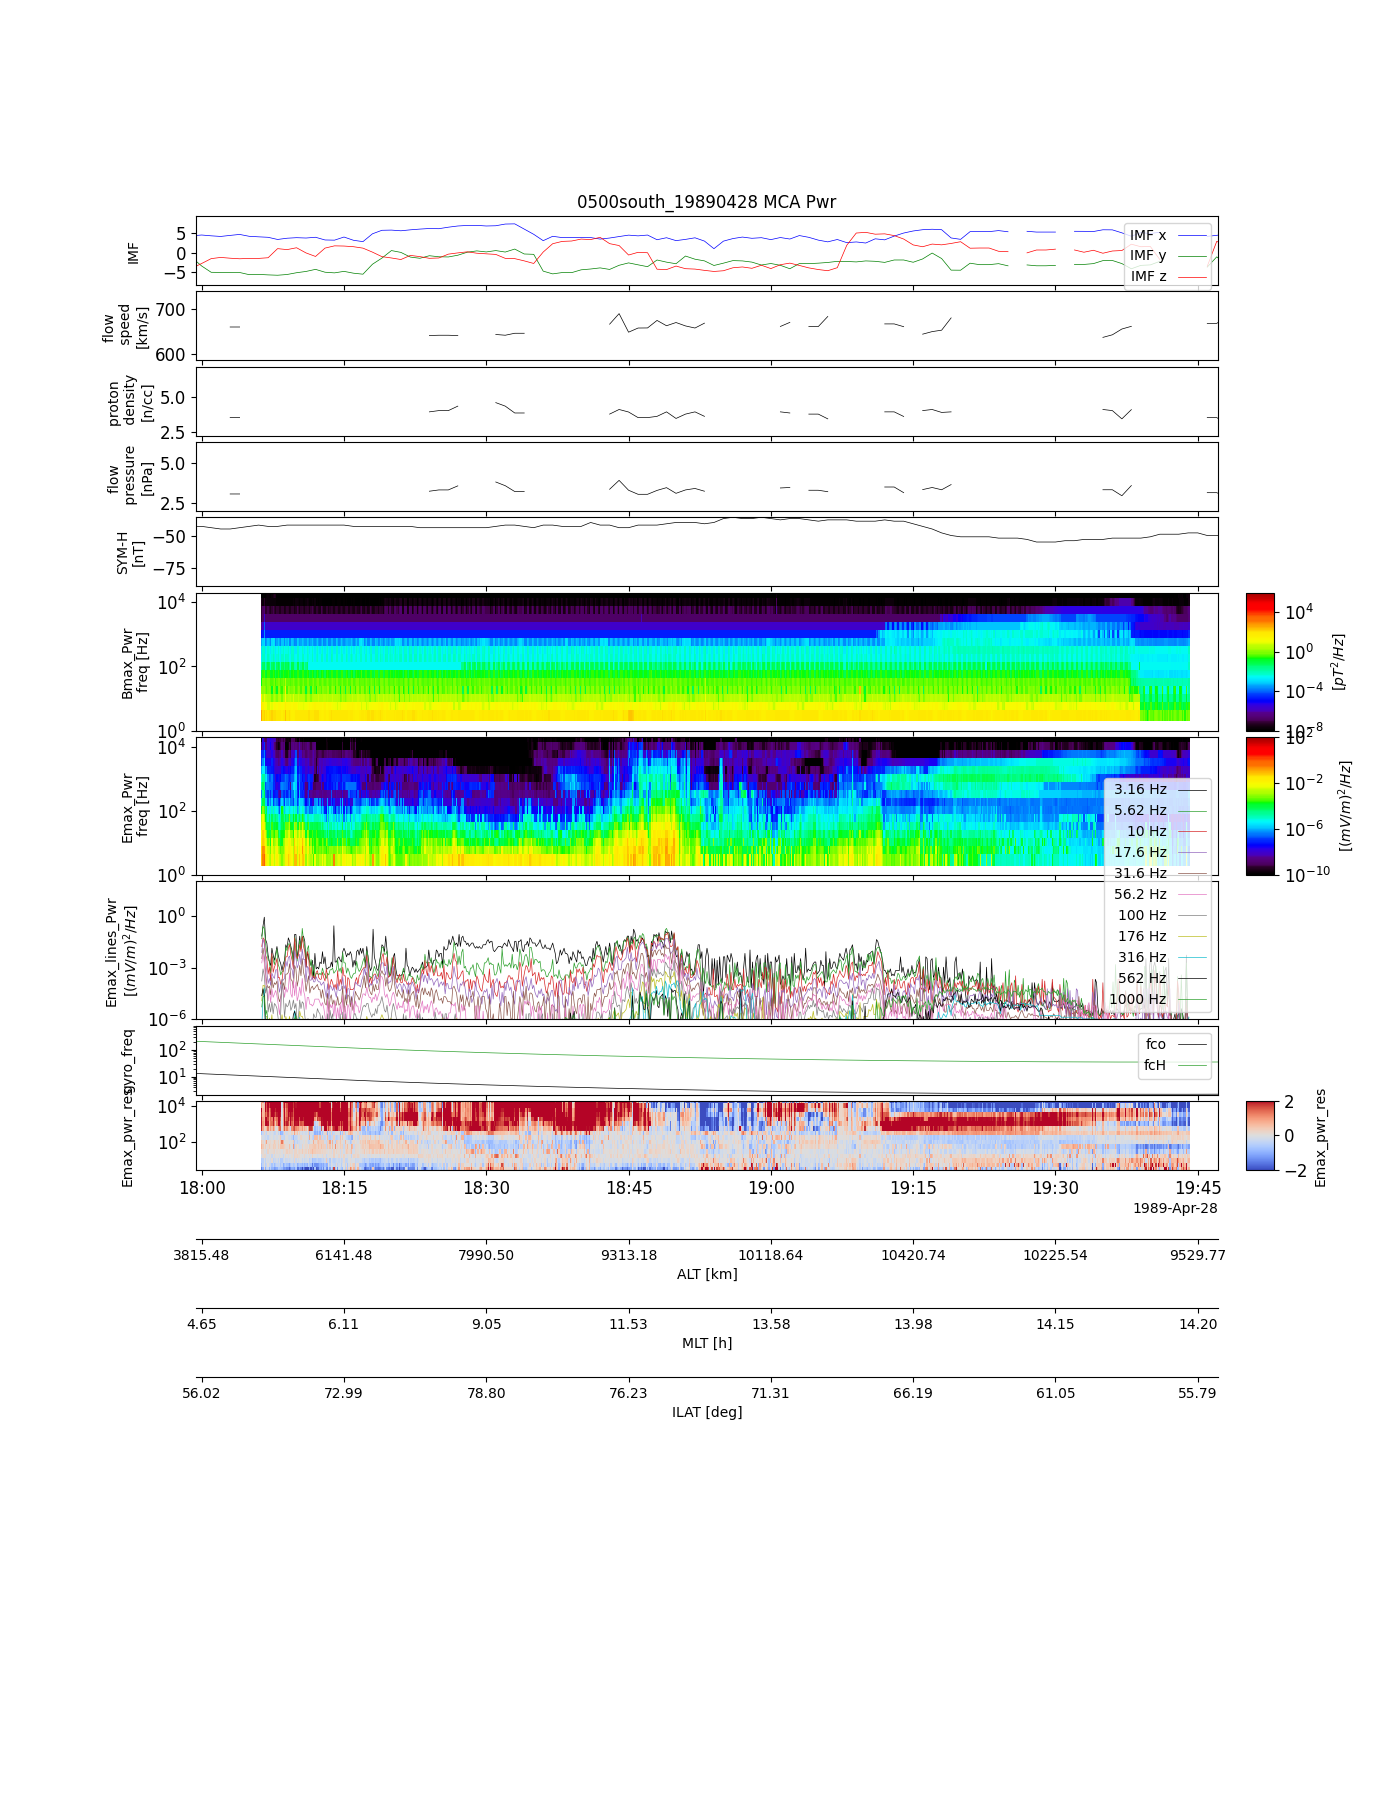 0500south_19890428 MCA Pwr
IMF
5
0
−5
IMF x
IMF y
IMF z
flow
speed
[km/s]
700
600
proton
density
[n/cc]
5.0
2.5
flow
pressure
[nPa]
5.0
2.5
SYM-H
[nT]
−50
−75
Bmax_Pwr
freq [Hz]
10^4
10^2
10^0
10^4
10^0
10^−4
10^−8
[pT^2/Hz]
Emax_Pwr
freq [Hz]
10^4
10^2
10^0
10^2
10^−2
10^−6
10^−10
[(mV/m)^2/Hz]
3.16 Hz
5.62 Hz
10 Hz
17.6 Hz
31.6 Hz
56.2 Hz
100 Hz
176 Hz
316 Hz
562 Hz
1000 Hz
Emax_lines_Pwr
[(mV/m)^2/Hz]
10^0
10^−3
10^−6
gyro_freq
10^2
10^1
fco
fcH
Emax_pwr_res
10^4
10^2
2
0
−2
Emax_pwr_res
18:00 18:15 18:30 18:45 19:00 19:15 19:30 19:45
1989-Apr-28
3815.48 6141.48 7990.50 9313.18 10118.64 10420.74 10225.54 9529.77
ALT [km]
4.65 6.11 9.05 11.53 13.58 13.98 14.15 14.20
MLT [h]
56.02 72.99 78.80 76.23 71.31 66.19 61.05 55.79
ILAT [deg]